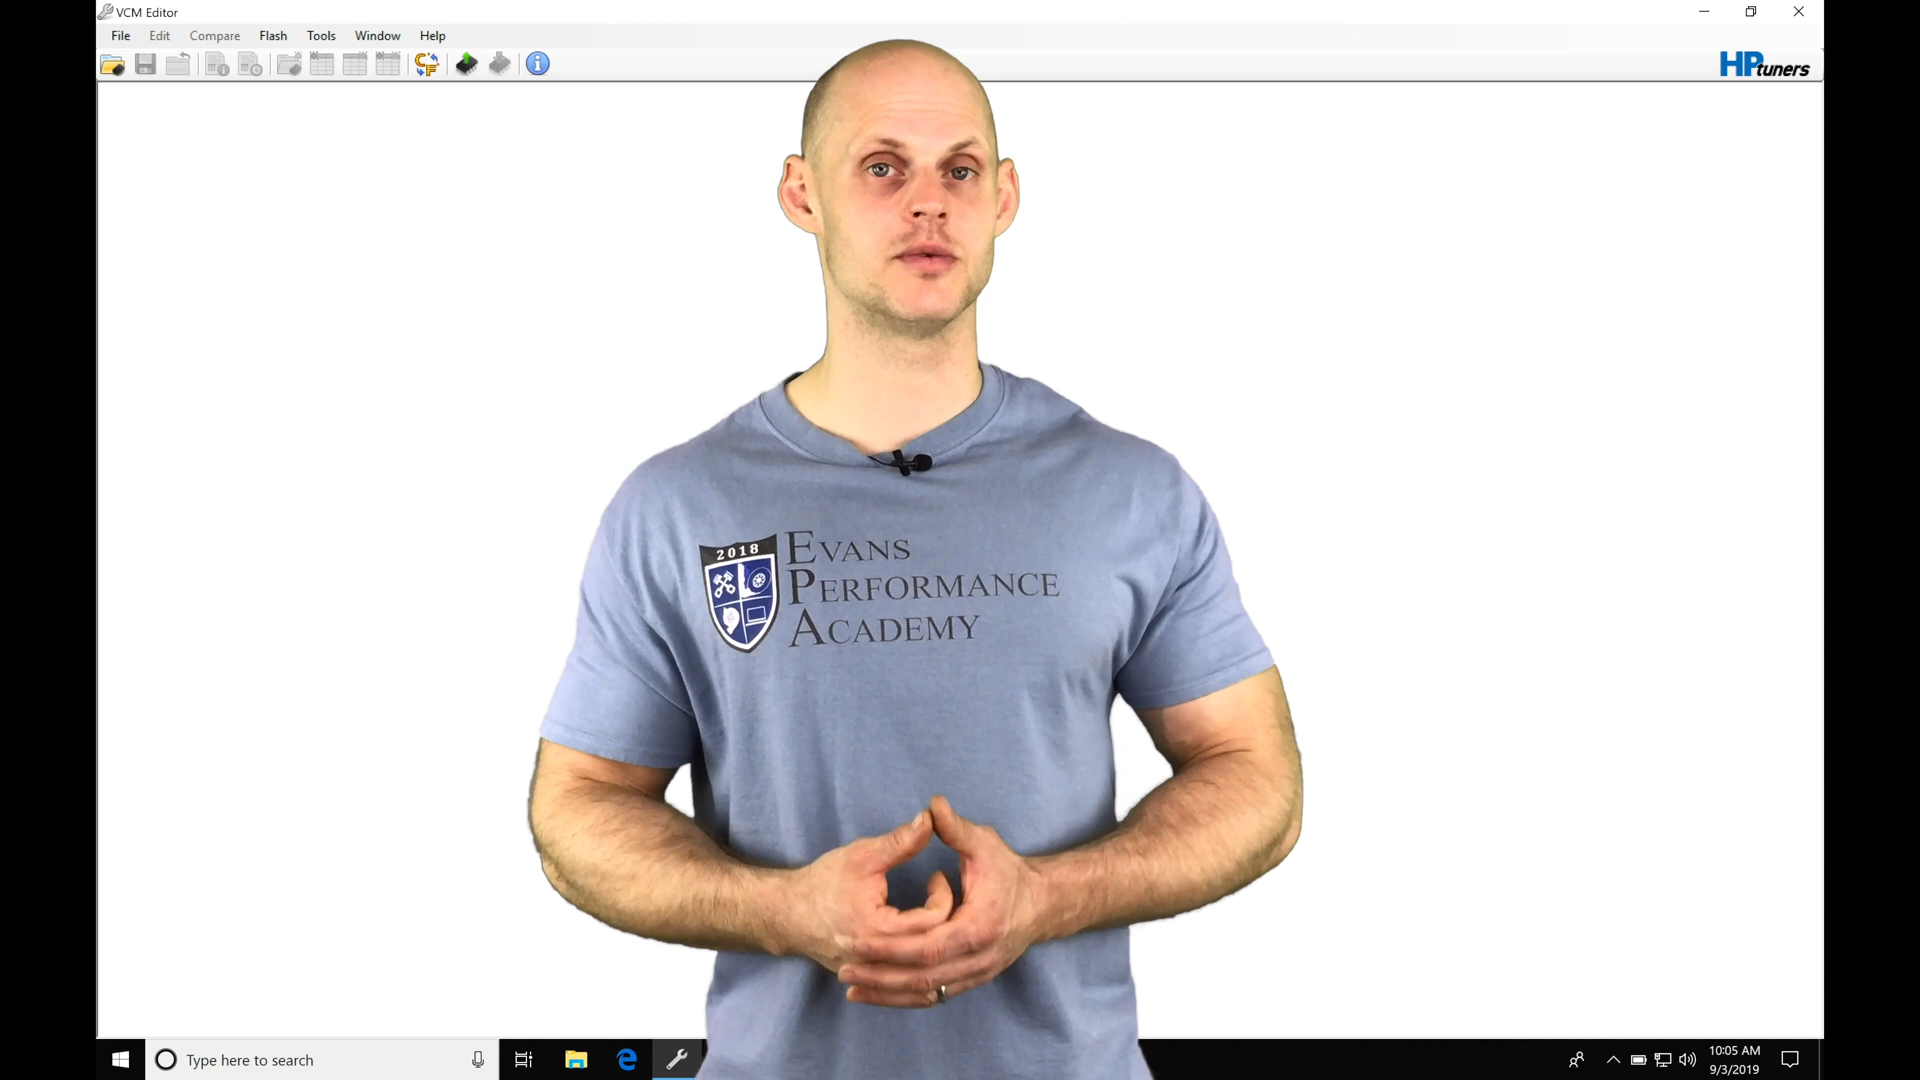 VCM Editor
File Edit Compare Flash Tools Window Help
HPtuners
2018
EVANS
PERFORMANCE
ACADEMY
Type here to search
10:05 AM
9/3/2019